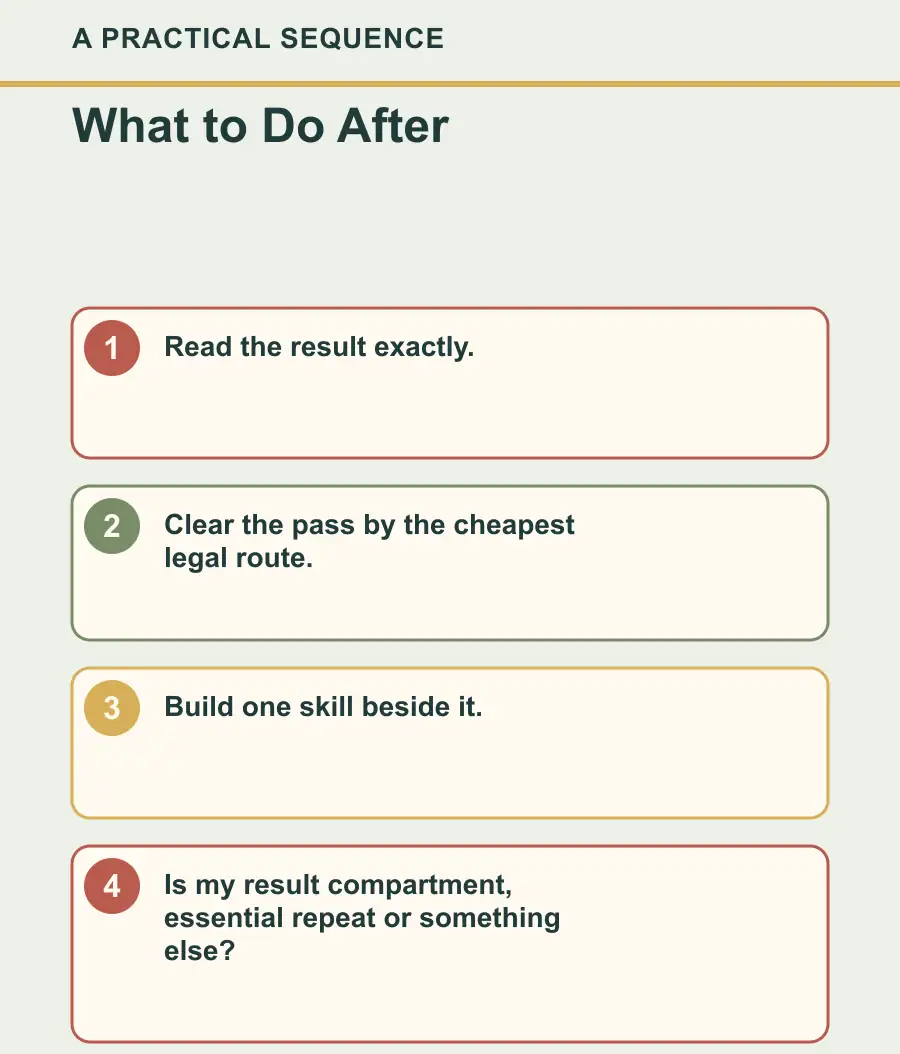 A PRACTICAL SEQUENCE
What to Do After
1
Read the result exactly.
2
Clear the pass by the cheapest
legal route.
3
Build one skill beside it.
4
Is my result compartment,
essential repeat or something
else?